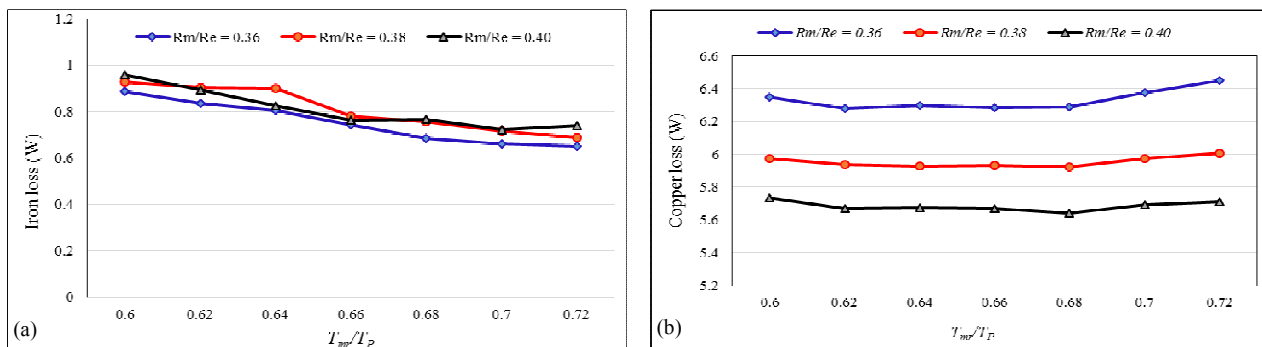 Rm/Re = 0.36 Rm/Re = 0.38 Rm/Re = 0.40
Iron loss (W)
1.2
1
0.8
0.6
0.4
0.2
0
0.6 0.62 0.64 0.66 0.68 0.7 0.72
T_mr/T_P
(a)
Rm/Re = 0.36 Rm/Re = 0.38 Rm/Re = 0.40
Copper loss (W)
6.6
6.4
6.2
6
5.8
5.6
5.4
5.2
0.6 0.62 0.64 0.66 0.68 0.7 0.72
T_mr/T_P
(b)